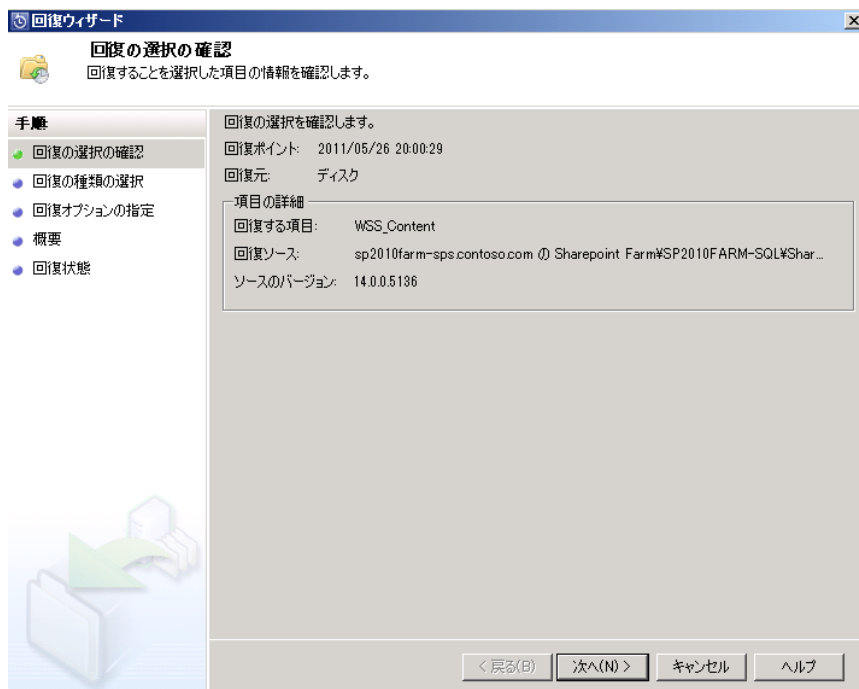 回復ウィザード
回復の選択の確認
回復することを選択した項目の情報を確認します。
手順
回復の選択の確認
回復の種類の選択
回復オプションの指定
概要
回復状態
回復の選択を確認します。
回復ポイント: 2011/05/26 20:00:29
回復元: ディスク
項目の詳細
回復する項目: WSS_Content
回復ソース: sp2010farm-sps.contoso.com の Sharepoint Farm¥SP2010FARM-SQL¥Shar...
ソースのバージョン: 14.0.0.5136
< 戻る(B) 次へ(N) > キャンセル ヘルプ